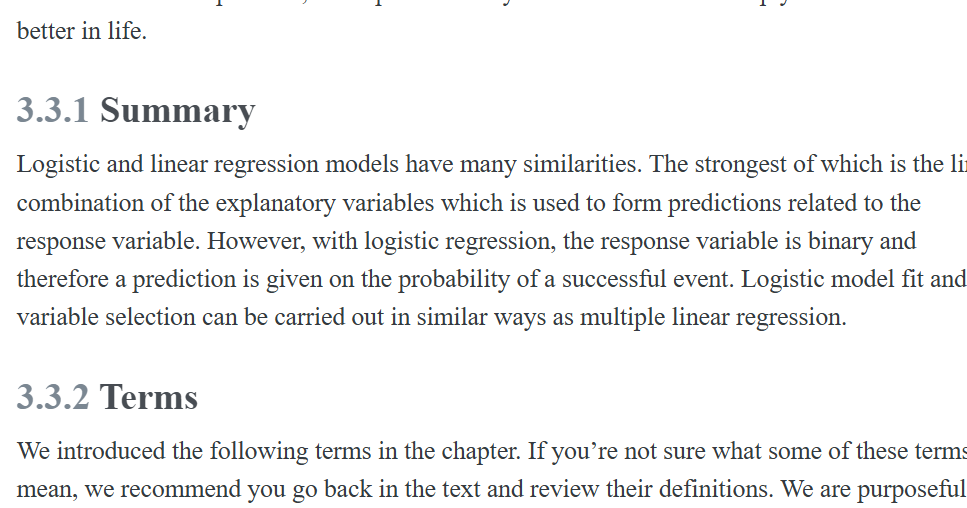 better in life.
3.3.1 Summary
Logistic and linear regression models have many similarities. The strongest of which is the
combination of the explanatory variables which is used to form predictions related to the
response variable. However, with logistic regression, the response variable is binary and
therefore a prediction is given on the probability of a successful event. Logistic model fit and
variable selection can be carried out in similar ways as multiple linear regression.
3.3.2 Terms
We introduced the following terms in the chapter. If you’re not sure what some of these terms
mean, we recommend you go back in the text and review their definitions. We are purposeful